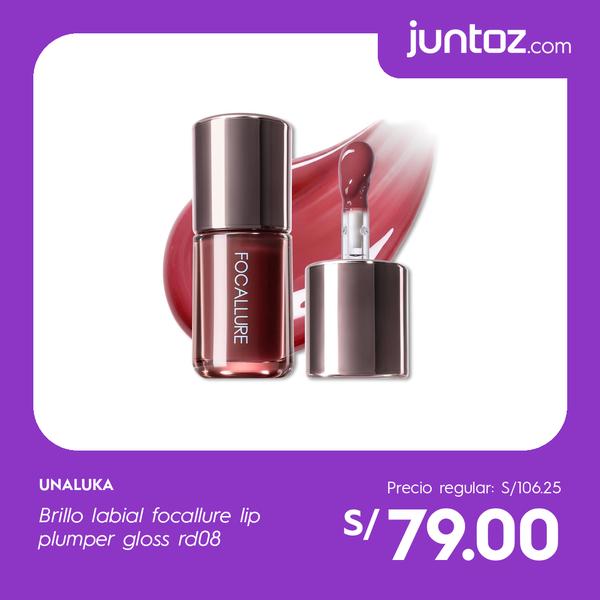 juntoz.com
FOCALLURE
UNALUKA
Brillo labial focallure lip
plumper gloss rd08
Precio regular: S/106.25
S/79.00